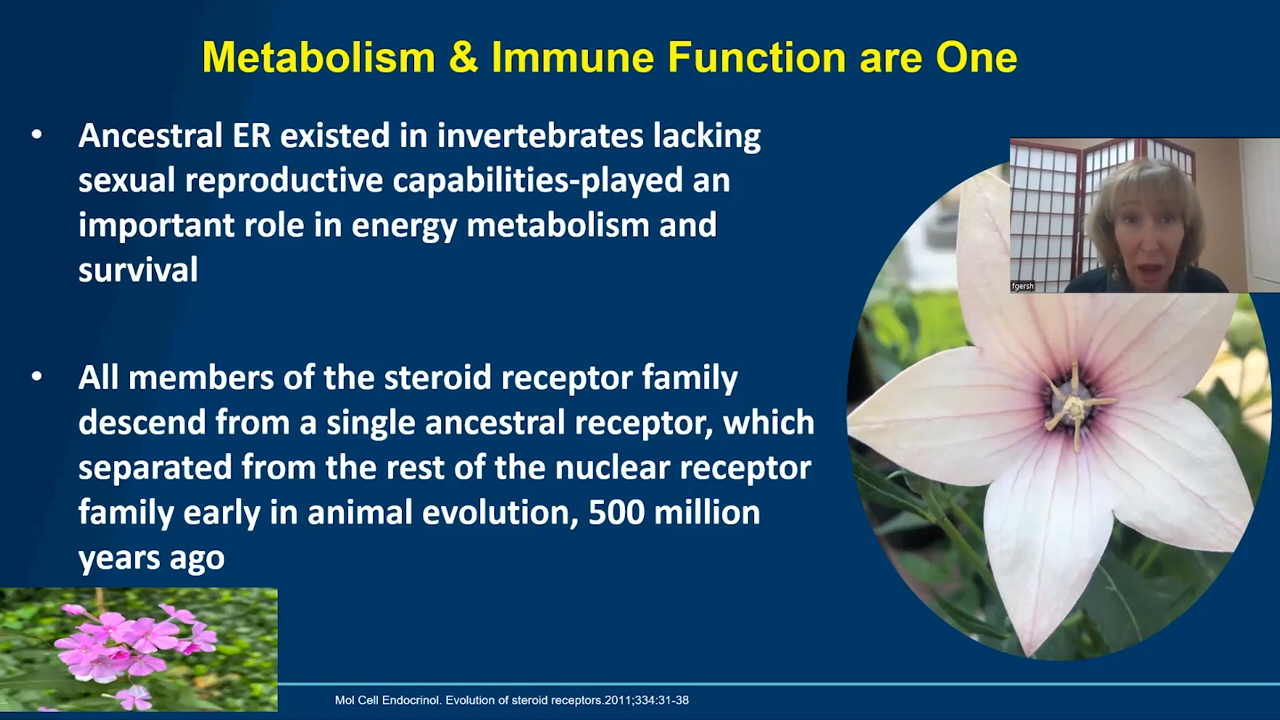 Metabolism & Immune Function are One
• Ancestral ER existed in invertebrates lacking
sexual reproductive capabilities-played an
important role in energy metabolism and
survival
• All members of the steroid receptor family
descend from a single ancestral receptor, which
separated from the rest of the nuclear receptor
family early in animal evolution, 500 million
years ago
fgersh
Mol Cell Endocrinol. Evolution of steroid receptors.2011;334:31-38